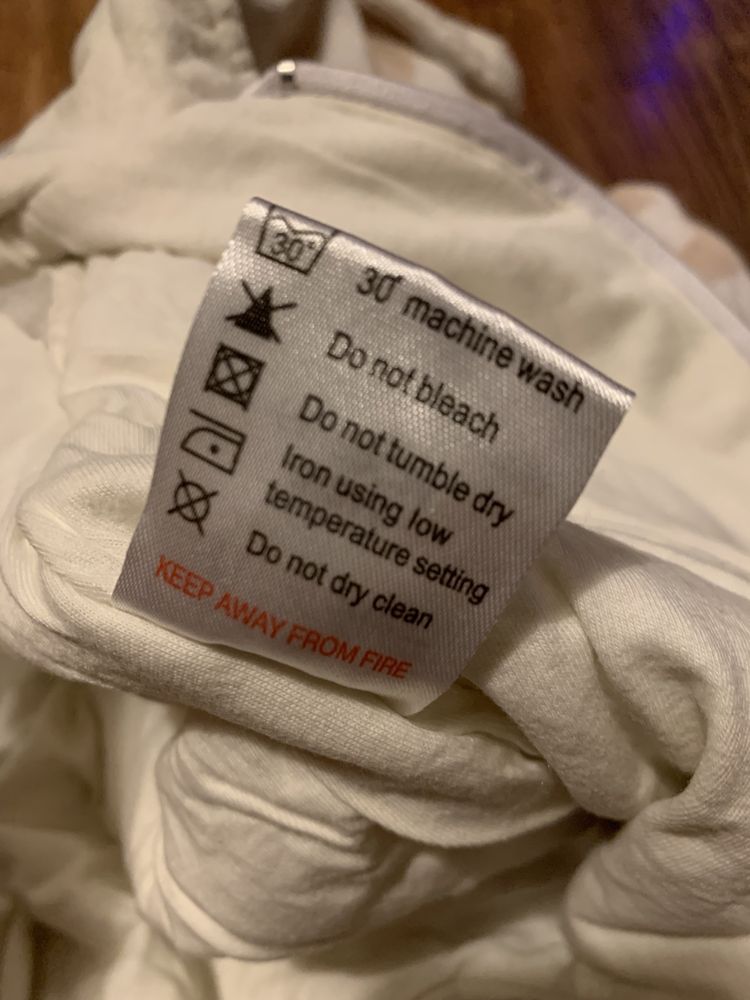 30°
30° machine wash
Do not bleach
Do not tumble dry
Iron using low
temperature setting
Do not dry clean
KEEP AWAY FROM FIRE